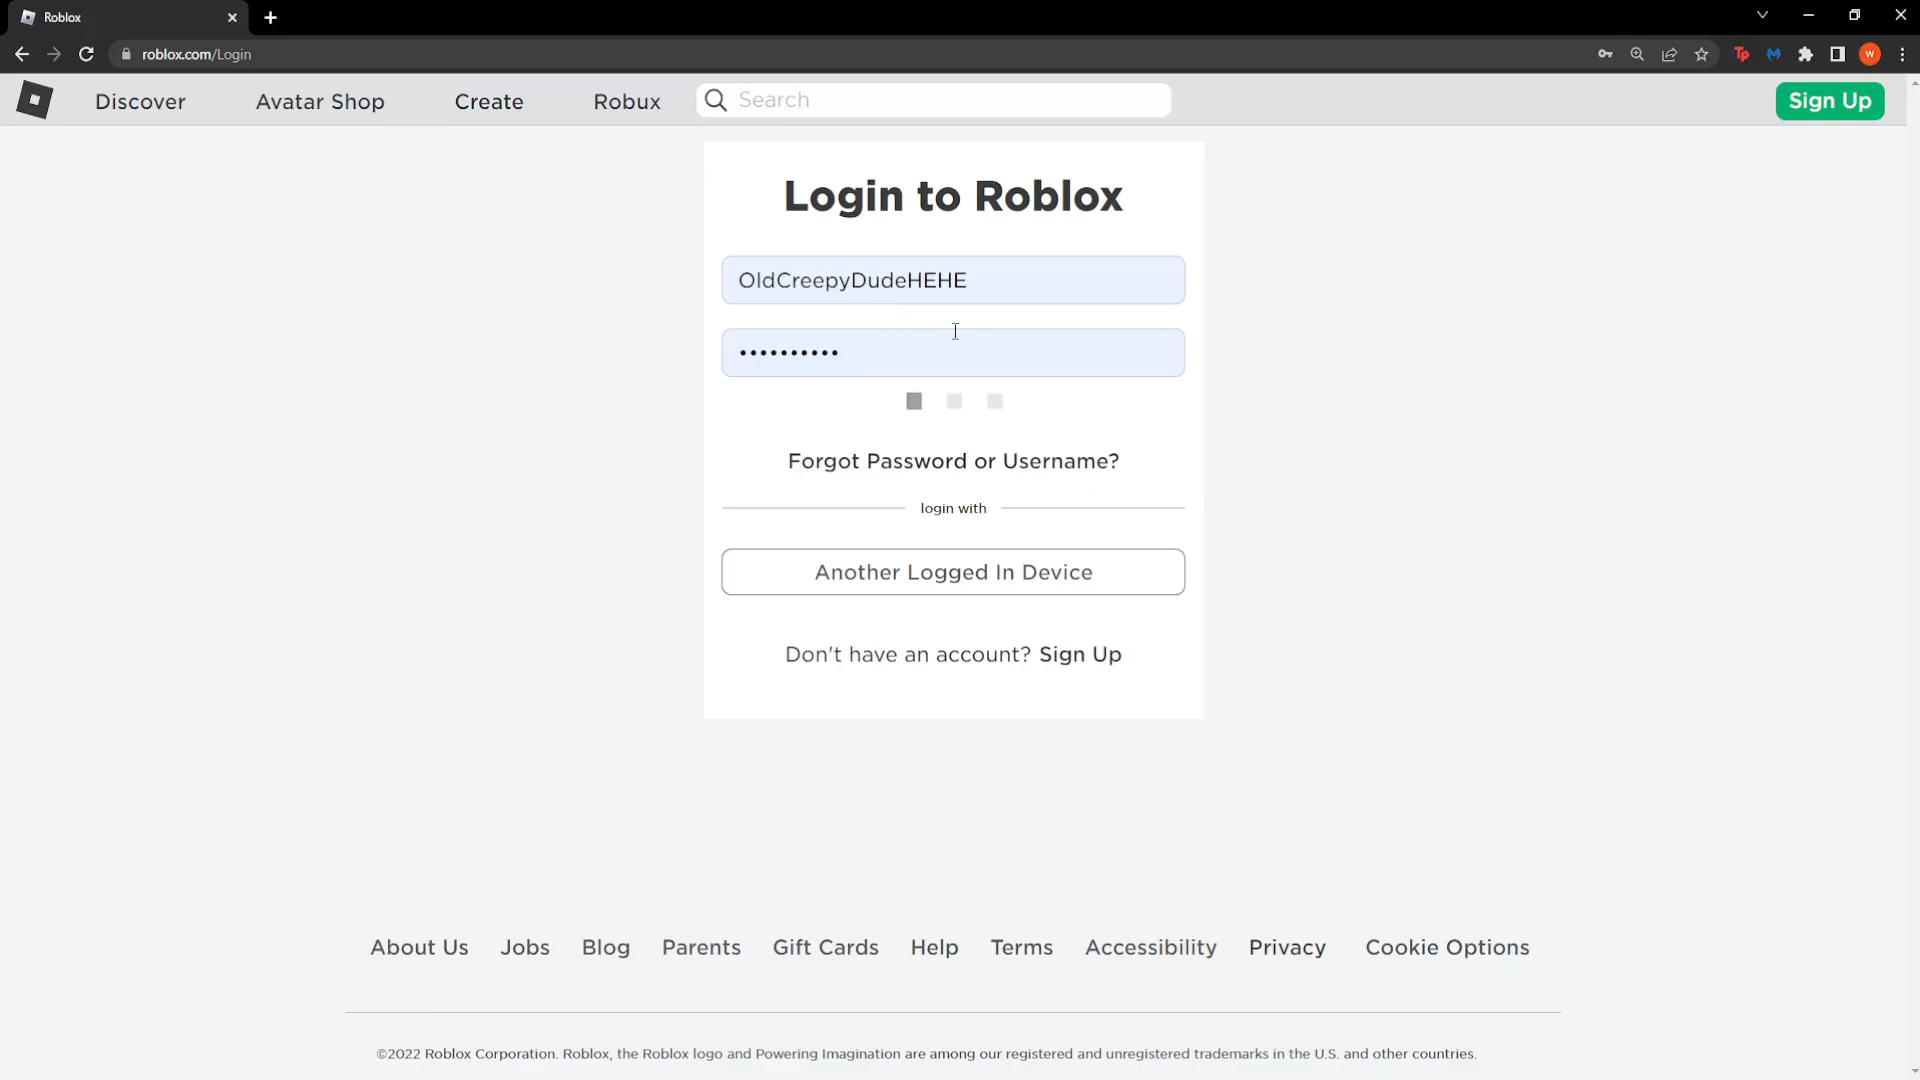 Roblox
roblox.com/Login
Tp
W
Discover
Avatar Shop
Create
Robux
Search
Sign Up
Login to Roblox
OldCreepyDudeHEHE
••••••••••
Forgot Password or Username?
login with
Another Logged In Device
Don't have an account? Sign Up
About Us
Jobs
Blog
Parents
Gift Cards
Help
Terms
Accessibility
Privacy
Cookie Options
©2022 Roblox Corporation. Roblox, the Roblox logo and Powering Imagination are among our registered and unregistered trademarks in the U.S. and other countries.